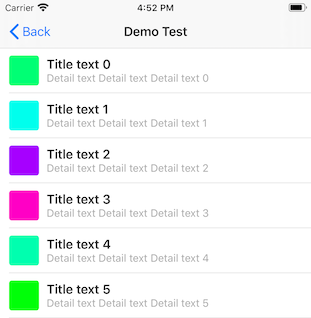 Carrier 4:52 PM
Back Demo Test
Title text 0
Detail text Detail text Detail text 0
Title text 1
Detail text Detail text Detail text 1
Title text 2
Detail text Detail text Detail text 2
Title text 3
Detail text Detail text Detail text 3
Title text 4
Detail text Detail text Detail text 4
Title text 5
Detail text Detail text Detail text 5